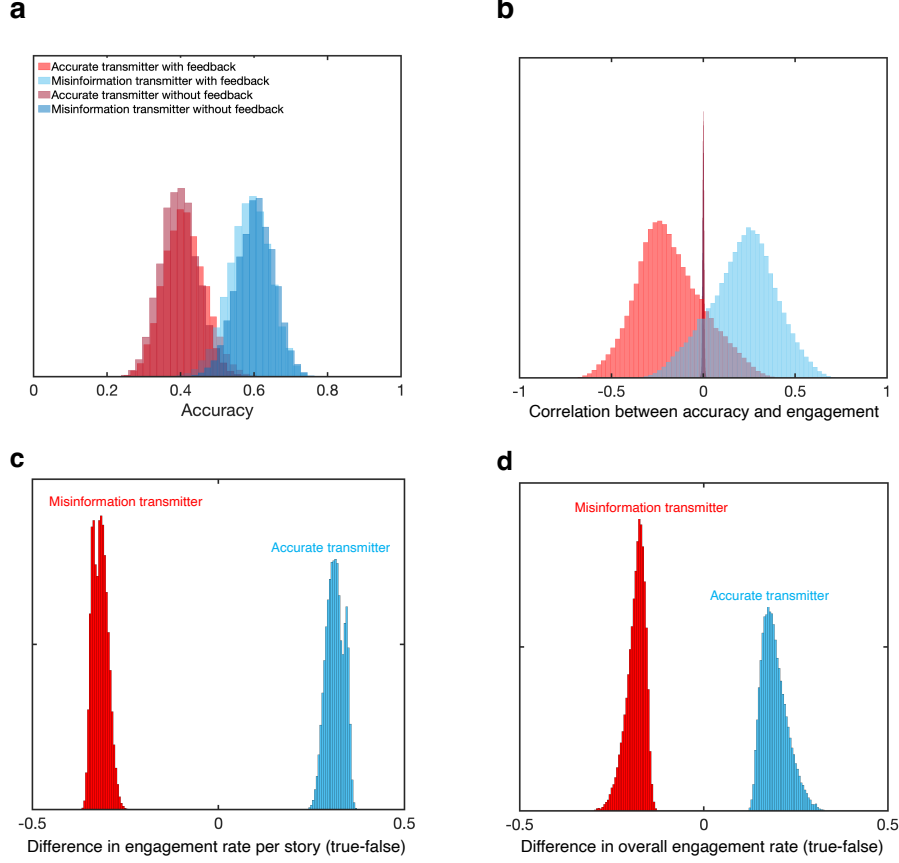 a
Accurate transmitter with feedback
Misinfoirmation transmitter with feedback
Accurate transmitter without feedback
Misinformation transmitter without feedback
0 0.2 0.4 0.6 0.8 1
Accuracy
b
-1 -0.5 0 0.5 1
Correlation between accuracy and engagement
c
Misinformation transmitter
Accurate transmitter
-0.5 0 0.5
Difference in engagement rate per story (true-false)
d
Misinformation transmitter
Accurate transmitter
-0.5 0 0.5
Difference in overall engagement rate (true-false)